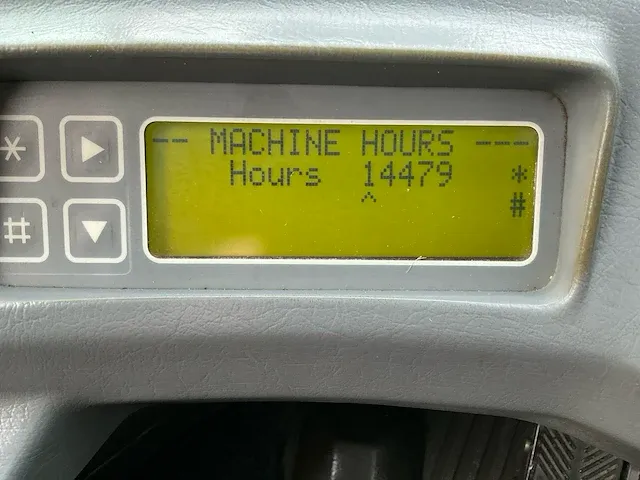 -- MACHINE HOURS ---
Hours 14479 *
^ #
*
#